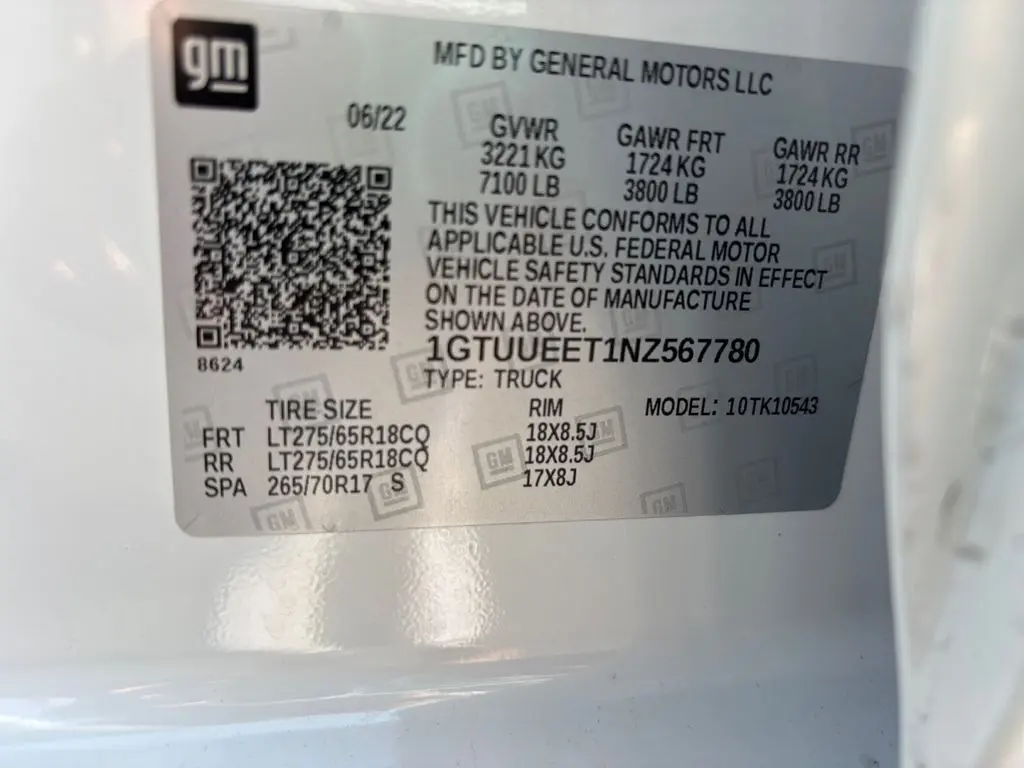 gm
MFD BY GENERAL MOTORS LLC
06/22
GVWR GAWR FRT GAWR RR
3221 KG 1724 KG 1724 KG
7100 LB 3800 LB 3800 LB
THIS VEHICLE CONFORMS TO ALL
APPLICABLE U.S. FEDERAL MOTOR
VEHICLE SAFETY STANDARDS IN EFFECT
ON THE DATE OF MANUFACTURE
SHOWN ABOVE.
8624
1GTUUEET1NZ567780
TYPE: TRUCK
TIRE SIZE RIM MODEL: 10TK10543
FRT LT275/65R18CQ 18X8.5J
RR LT275/65R18CQ 18X8.5J
SPA 265/70R17 S 17X8J